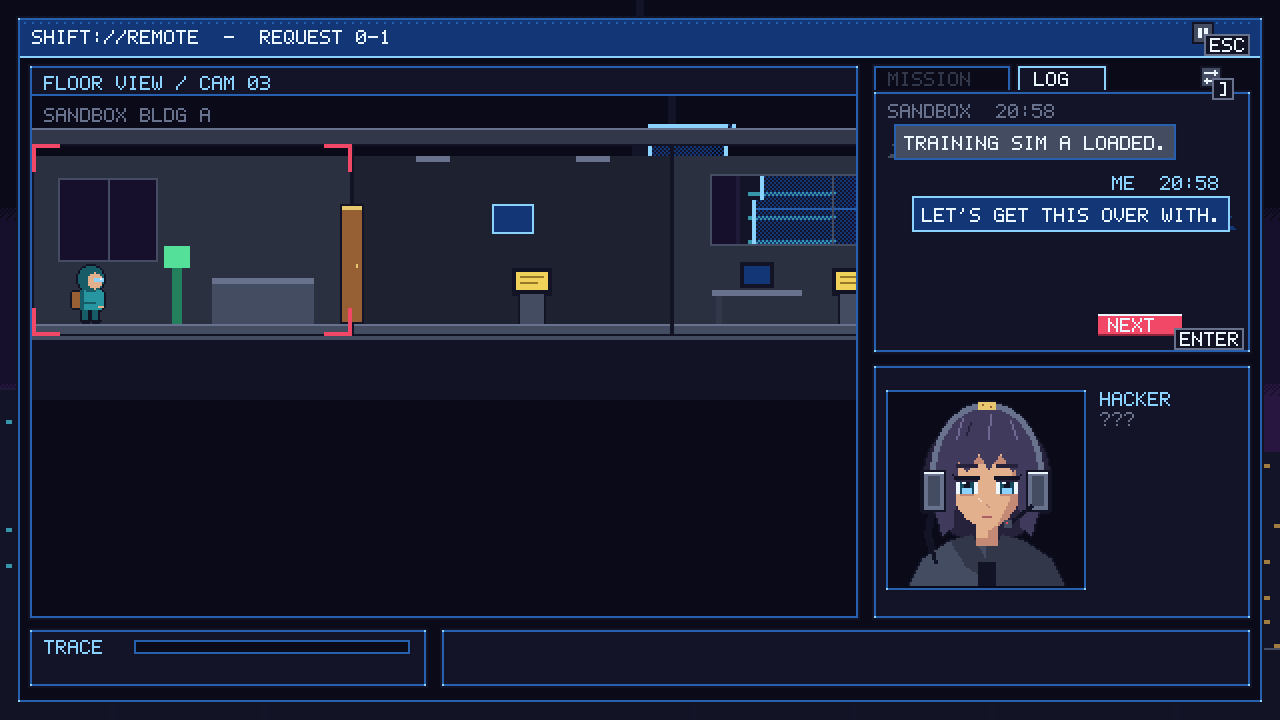 SHIFT://REMOTE - REQUEST 0-1
ESC
FLOOR VIEW / CAM 03
SANDBOX BLDG A
MISSION
LOG
]
SANDBOX 20:58
TRAINING SIM A LOADED.
ME 20:58
LET'S GET THIS OVER WITH.
NEXT
ENTER
HACKER
???
TRACE